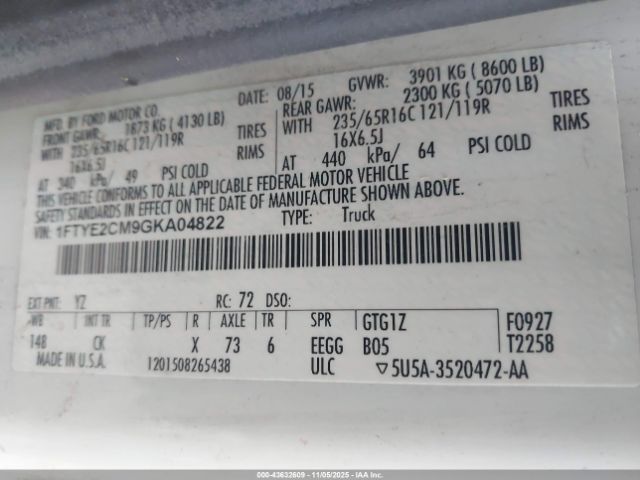 MFD. BY FORD MOTOR CO.
FRONT GAWR: 1873 KG ( 4130 LB)
WITH 235/65R16C 121/119R TIRES
16X6.5J RIMS
AT 340 kPa/ 49 PSI COLD
DATE: 08/15 GVWR: 3901 KG ( 8600 LB)
REAR GAWR: 2300 KG ( 5070 LB)
WITH 235/65R16C 121/119R TIRES
16X6.5J RIMS
AT 440 kPa/ 64 PSI COLD
THIS VEHICLE CONFORMS TO ALL APPLICABLE FEDERAL MOTOR VEHICLE
SAFETY STANDARDS IN EFFECT ON THE DATE OF MANUFACTURE SHOWN ABOVE.
VIN: 1FTYE2CM9GKA04822 TYPE: Truck
EXT PNT: YZ RC: 72 DSO:
WB INT TR TP/PS R AXLE TR SPR GTG1Z F0927
148 CK X 73 6 EEGG B05 T2258
MADE IN U.S.A. 1201508265438 ULC ▽5U5A-3520472-AA
000-43632609 - 11/05/2025 - IAA Inc.